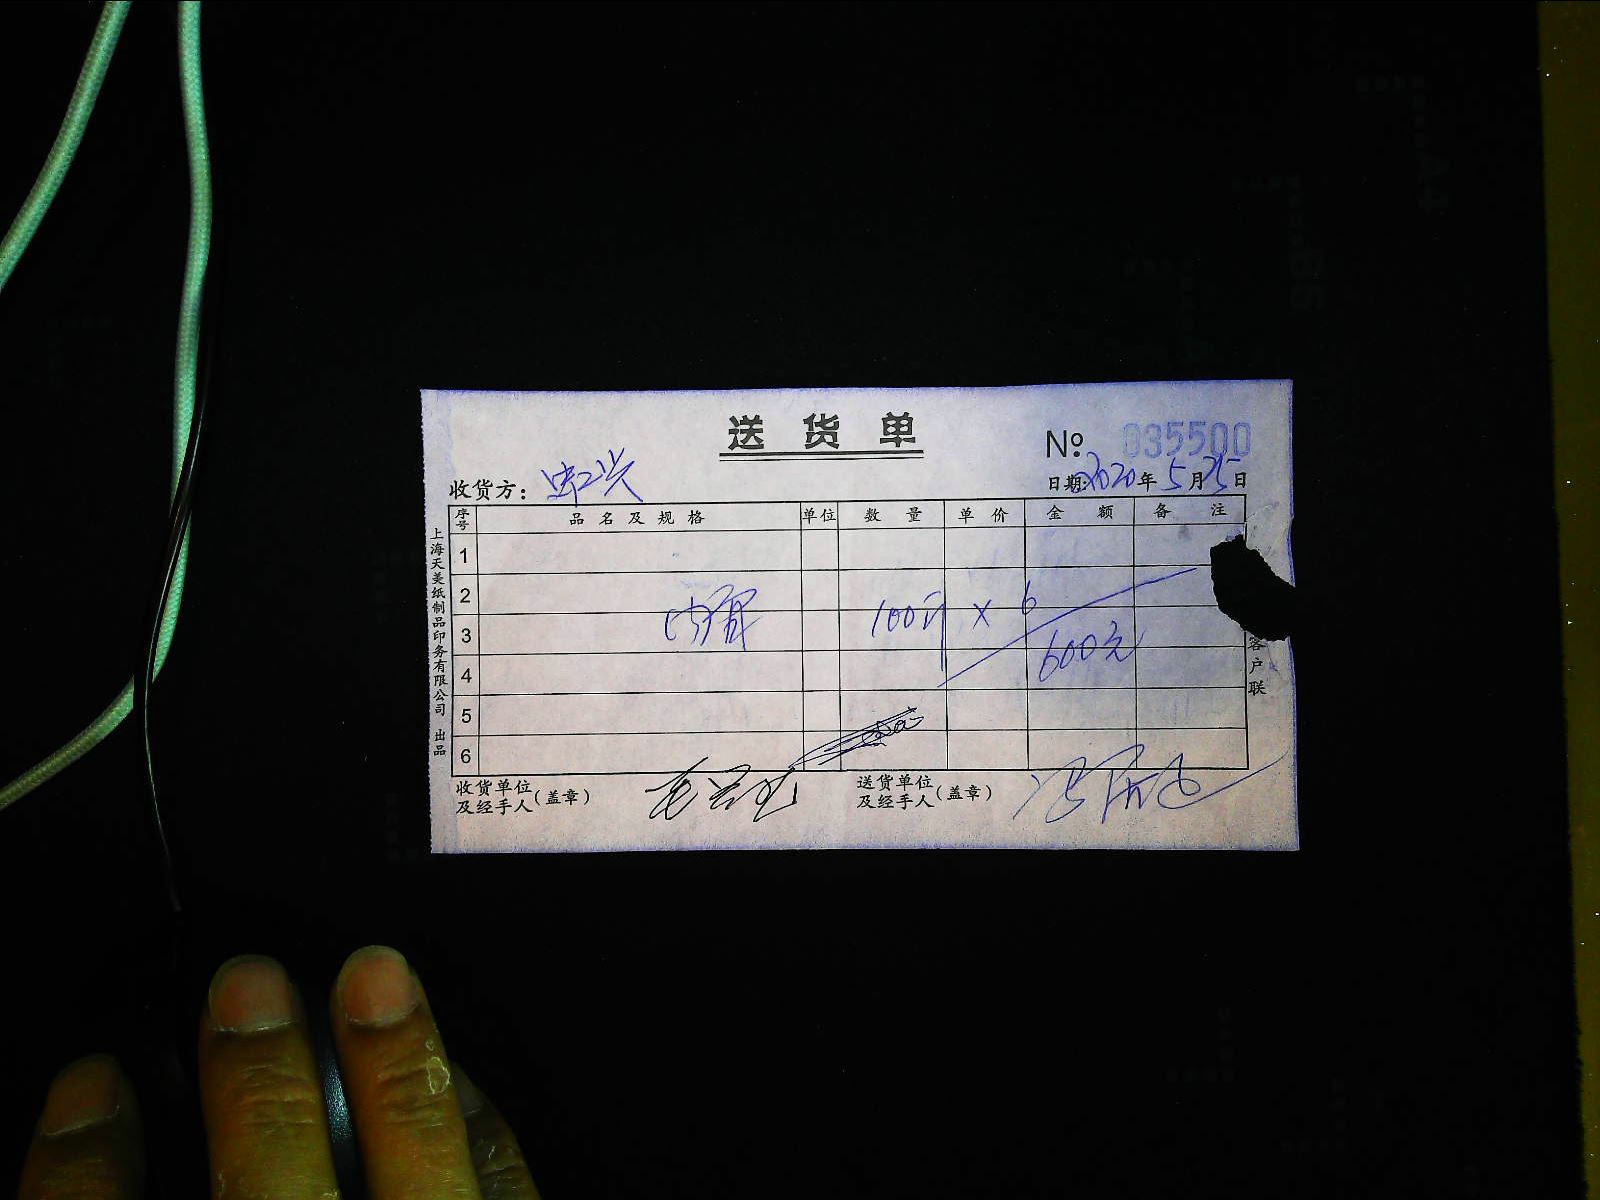 送货单
№ 035500
收货方:
日期: 2020年5月25日
序号 品名及规格 单位 数量 单价 金额 备注
1
2
100 × 6
3
600元
4
5
6
收货单位及经手人(盖章)
送货单位及经手人(盖章)
上海天美纸制品印务有限公司 出品
客户联